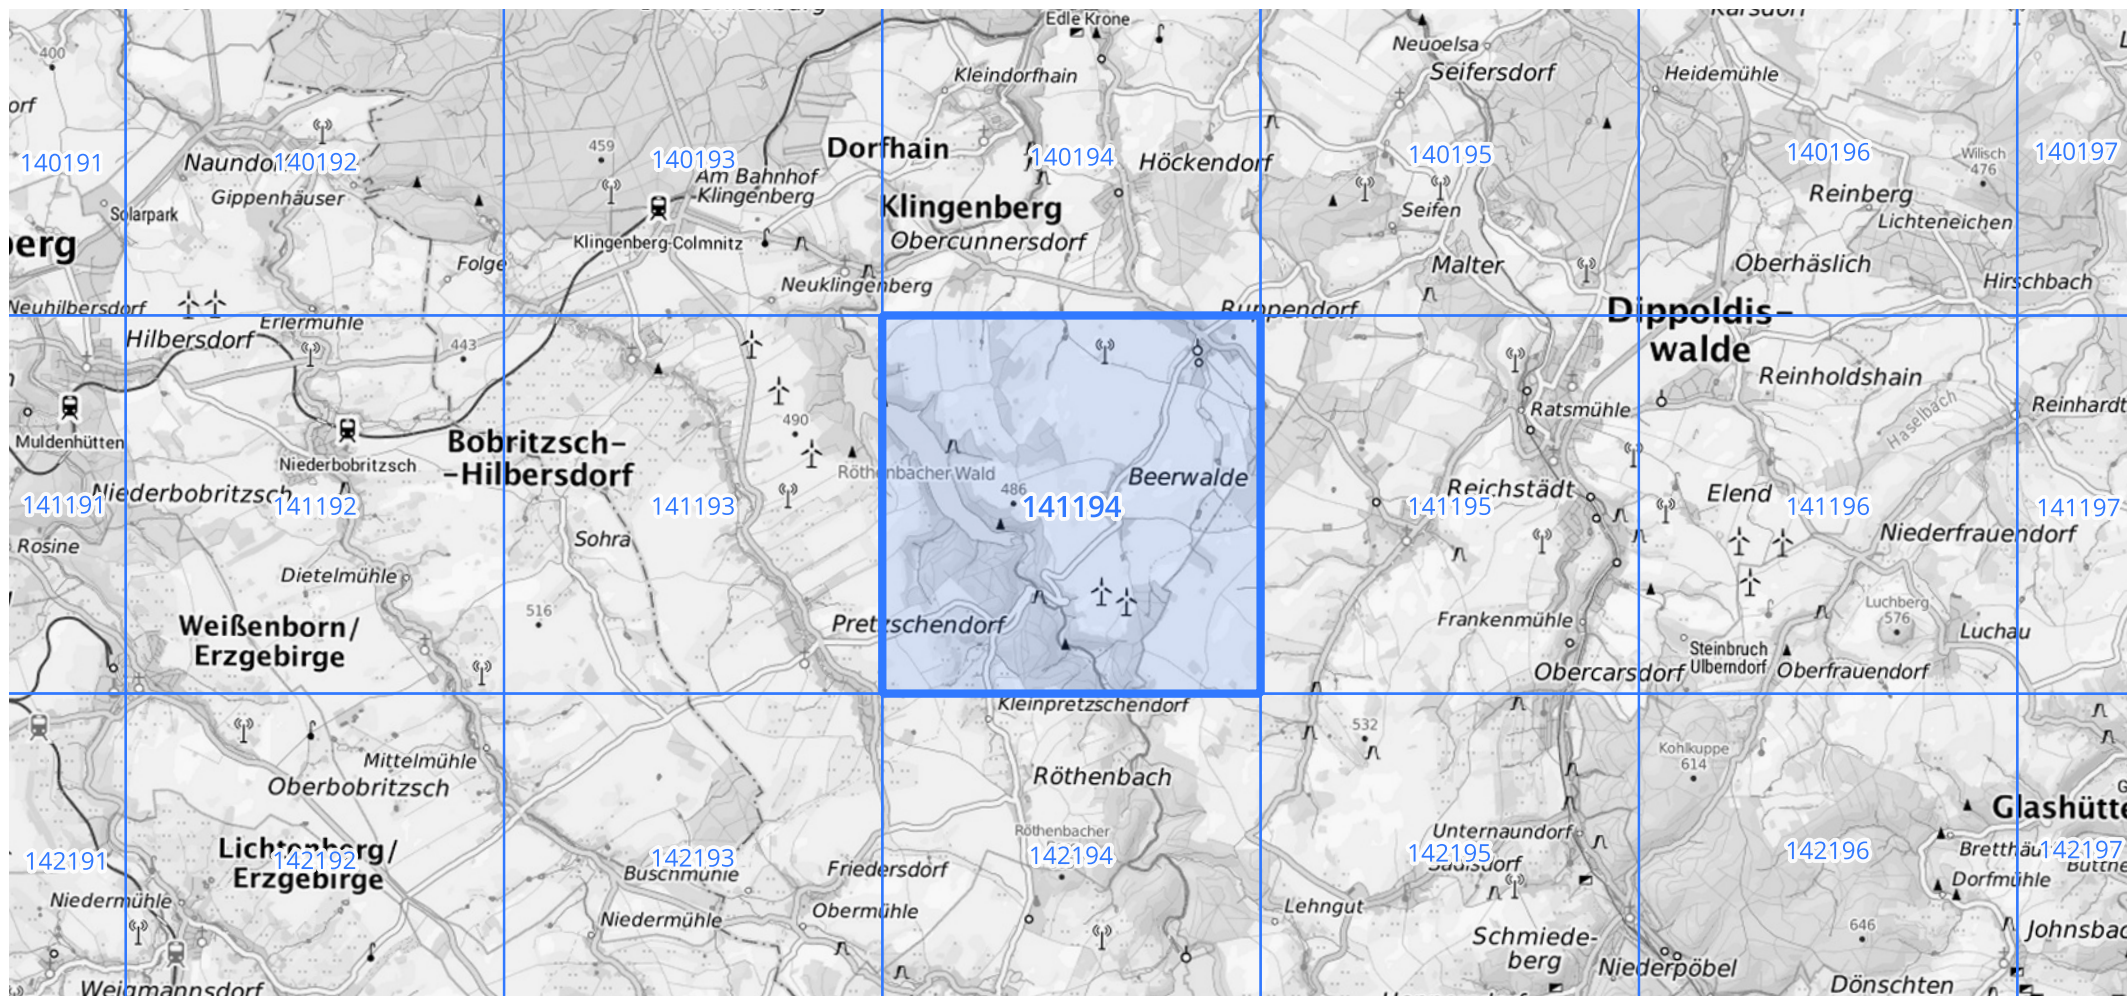 Edle Krone
Karsdorf
400
Neuoelsa
Kleindorfhain
Seifersdorf
Heidemühle
orf
459
Dorfhain
Naundorf
140191
140192
140193
140194
Höckendorf
140195
140196
140197
Wilisch
476
Am Bahnhof
Klingenberg
Gippenhäuser
Solarpark
Klingenberg
Seifen
Reinberg
Lichteneichen
berg
Klingenberg-Colmnitz
Obercunnersdorf
Folge
Malter
Oberhäslich
Neuklingenberg
Hirschbach
Neuhilbersdorf
Ruppendorf
Dippoldis-
walde
Erlermühle
Hilbersdorf
443
Reinholdshain
490
Ratsmühle
Reinhardt
Haselbach
Muldenhütten
Bobritzsch-
-Hilbersdorf
Niederbobritzsch
Röthenbacher Wald
Beerwalde
486
Niederbobritzsch
Reichstädt
Elend
141191
141192
141193
141194
141195
141196
141197
Rosine
Sohra
Niederfrauendorf
Dietelmühle
516
Luchberg
576
Weißenborn/
Erzgebirge
Pretzschendorf
Frankenmühle
Luchau
Steinbruch
Ulberndorf
Obercarsdorf
Oberfrauendorf
Kleinpretzschendorf
532
Kohlkuppe
614
Mittelmühle
Oberbobritzsch
Röthenbach
Glashütte
Röthenbacher
Unternaundorf
Lichtenberg/
Erzgebirge
142191
142192
142193
142194
142195
142196
142197
Sadisdorf
Buschmühle
Friedersdorf
Dorfmühle
Niedermühle
Obermühle
Lehngut
Niedermühle
646
Johnsbac
Schmiede-
berg
Niederpöbel
Dönschten
Weigmannsdorf